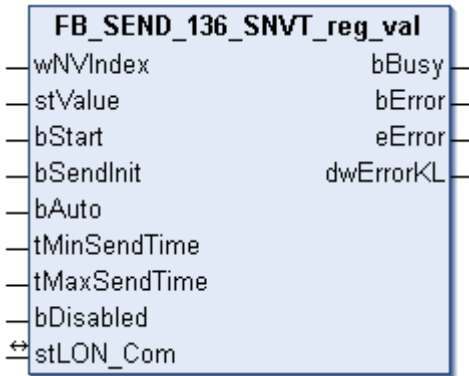 FB_SEND_136_SNVT_reg_val
wNVIndex bBusy
stValue bError
bStart eError
bSendInit dwErrorKL
bAuto
tMinSendTime
tMaxSendTime
bDisabled
stLON_Com